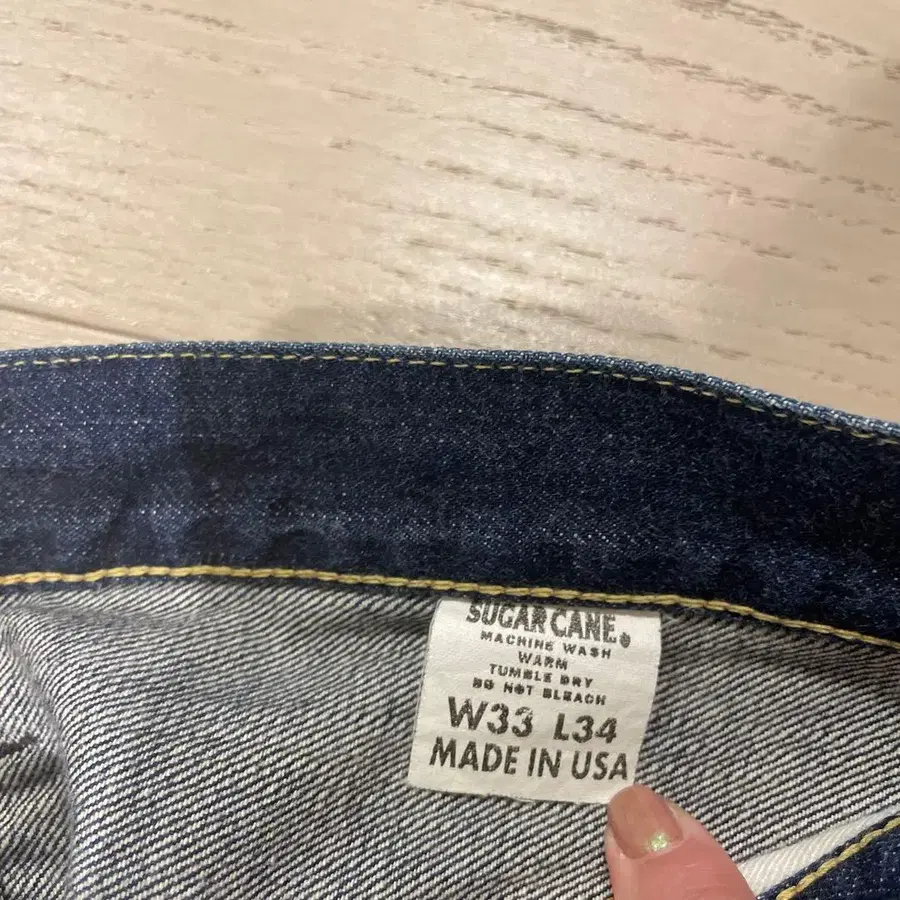 SUGAR CANE
MACHINE WASH
WARM
TUMBLE DRY
DO NOT BLEACH
W33 L34
MADE IN USA